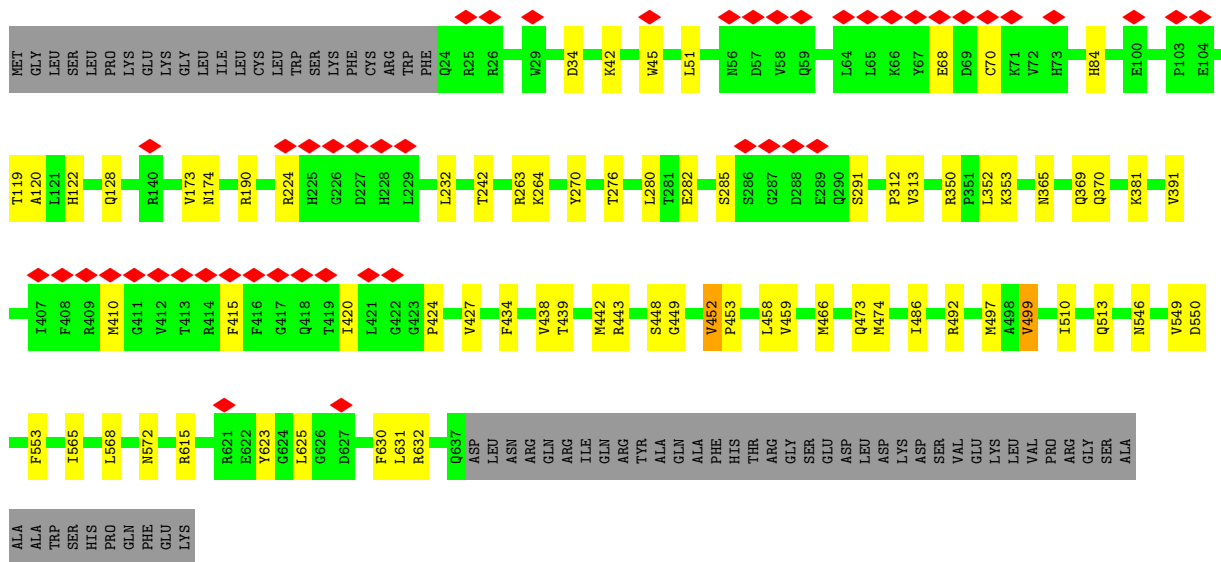 MET GLY LEU SER LEU PRO LYS GLU LYS GLY LEU ILE LEU CYS LEU TRP SER LYS PHE CYS ARG TRP PHE Q24 R25 R26 W29 D34 K42 W45 L51 N56 D57 V58 Q59 L64 L65 K66 Y67 E68 D69 C70 K71 V72 H73 H84 E100 P103 E104
T119 A120 L121 H122 Q128 R140 V173 N174 R190 R224 H225 G226 D227 H228 L229 L232 T242 R263 K264 Y270 T276 L280 T281 E282 S285 S286 G287 D288 E289 Q290 S291 P312 V313 R350 P351 L352 K353 N365 Q369 Q370 K381 V391
I407 F408 R409 M410 G411 V412 T413 R414 F415 F416 G417 Q418 T419 I420 L421 G422 G423 P424 V427 F434 V438 T439 M442 R443 S448 G449 V452 P453 L458 V459 M466 Q473 M474 I486 R492 M497 A498 V499 I510 Q513 N546 V549 D550
F553 I565 L568 N572 R615 R621 E622 Y623 G624 L625 G626 D627 F630 L631 R632 Q637 ASP LEU ASN ARG GLN ARG ILE GLN ARG TYR ALA GLN ALA PHE HIS THR ARG GLY SER GLU ASP LEU ASP LYS ASP SER VAL GLU LYS LEU VAL PRO ARG GLY SER ALA
ALA ALA TRP SER HIS PRO GLN PHE GLU LYS